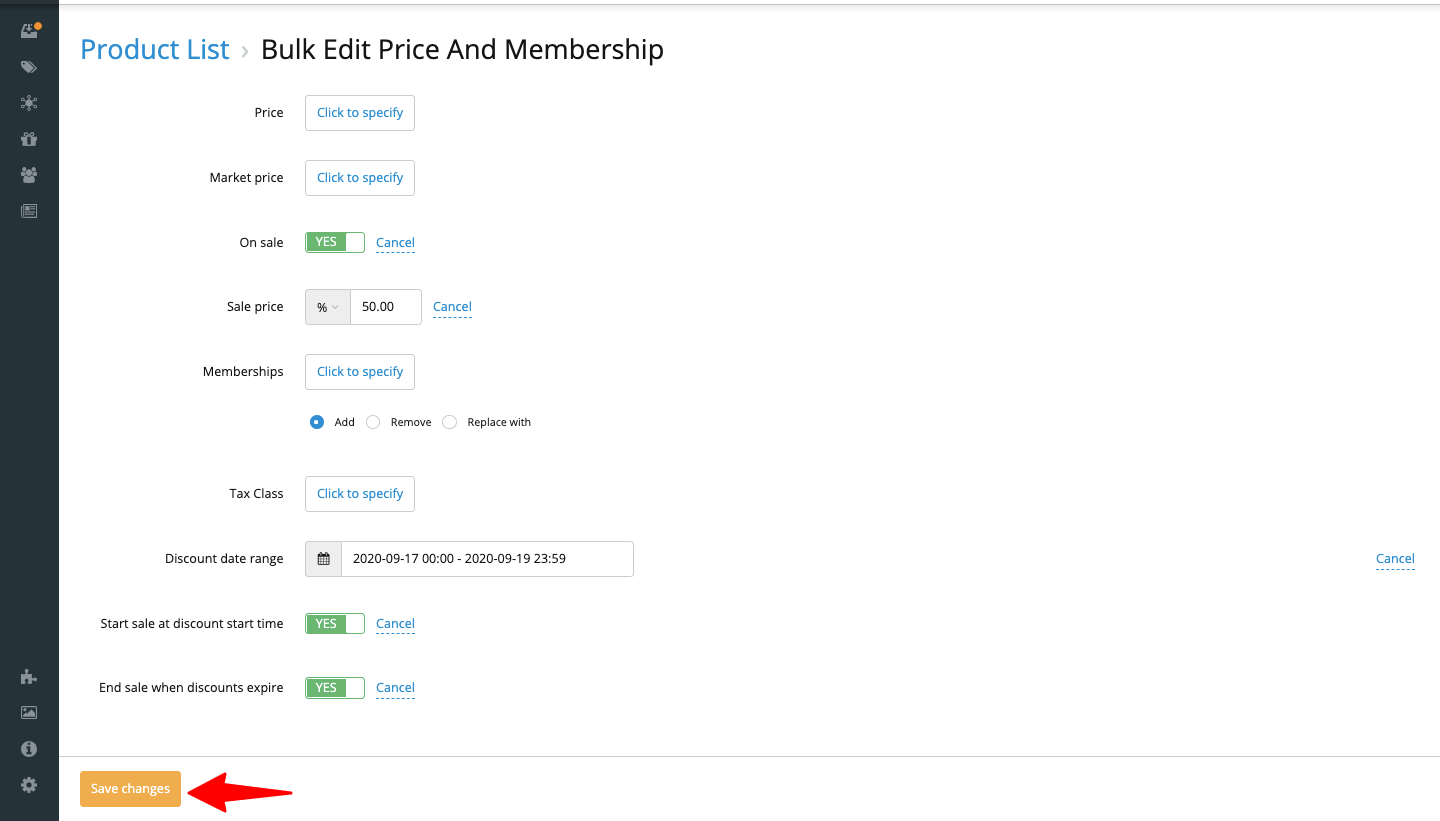 Product List › Bulk Edit Price And Membership
Price Click to specify
Market price Click to specify
On sale YES Cancel
Sale price % 50.00 Cancel
Memberships Click to specify
Add Remove Replace with
Tax Class Click to specify
Discount date range 2020-09-17 00:00 - 2020-09-19 23:59 Cancel
Start sale at discount start time YES Cancel
End sale when discounts expire YES Cancel
Save changes